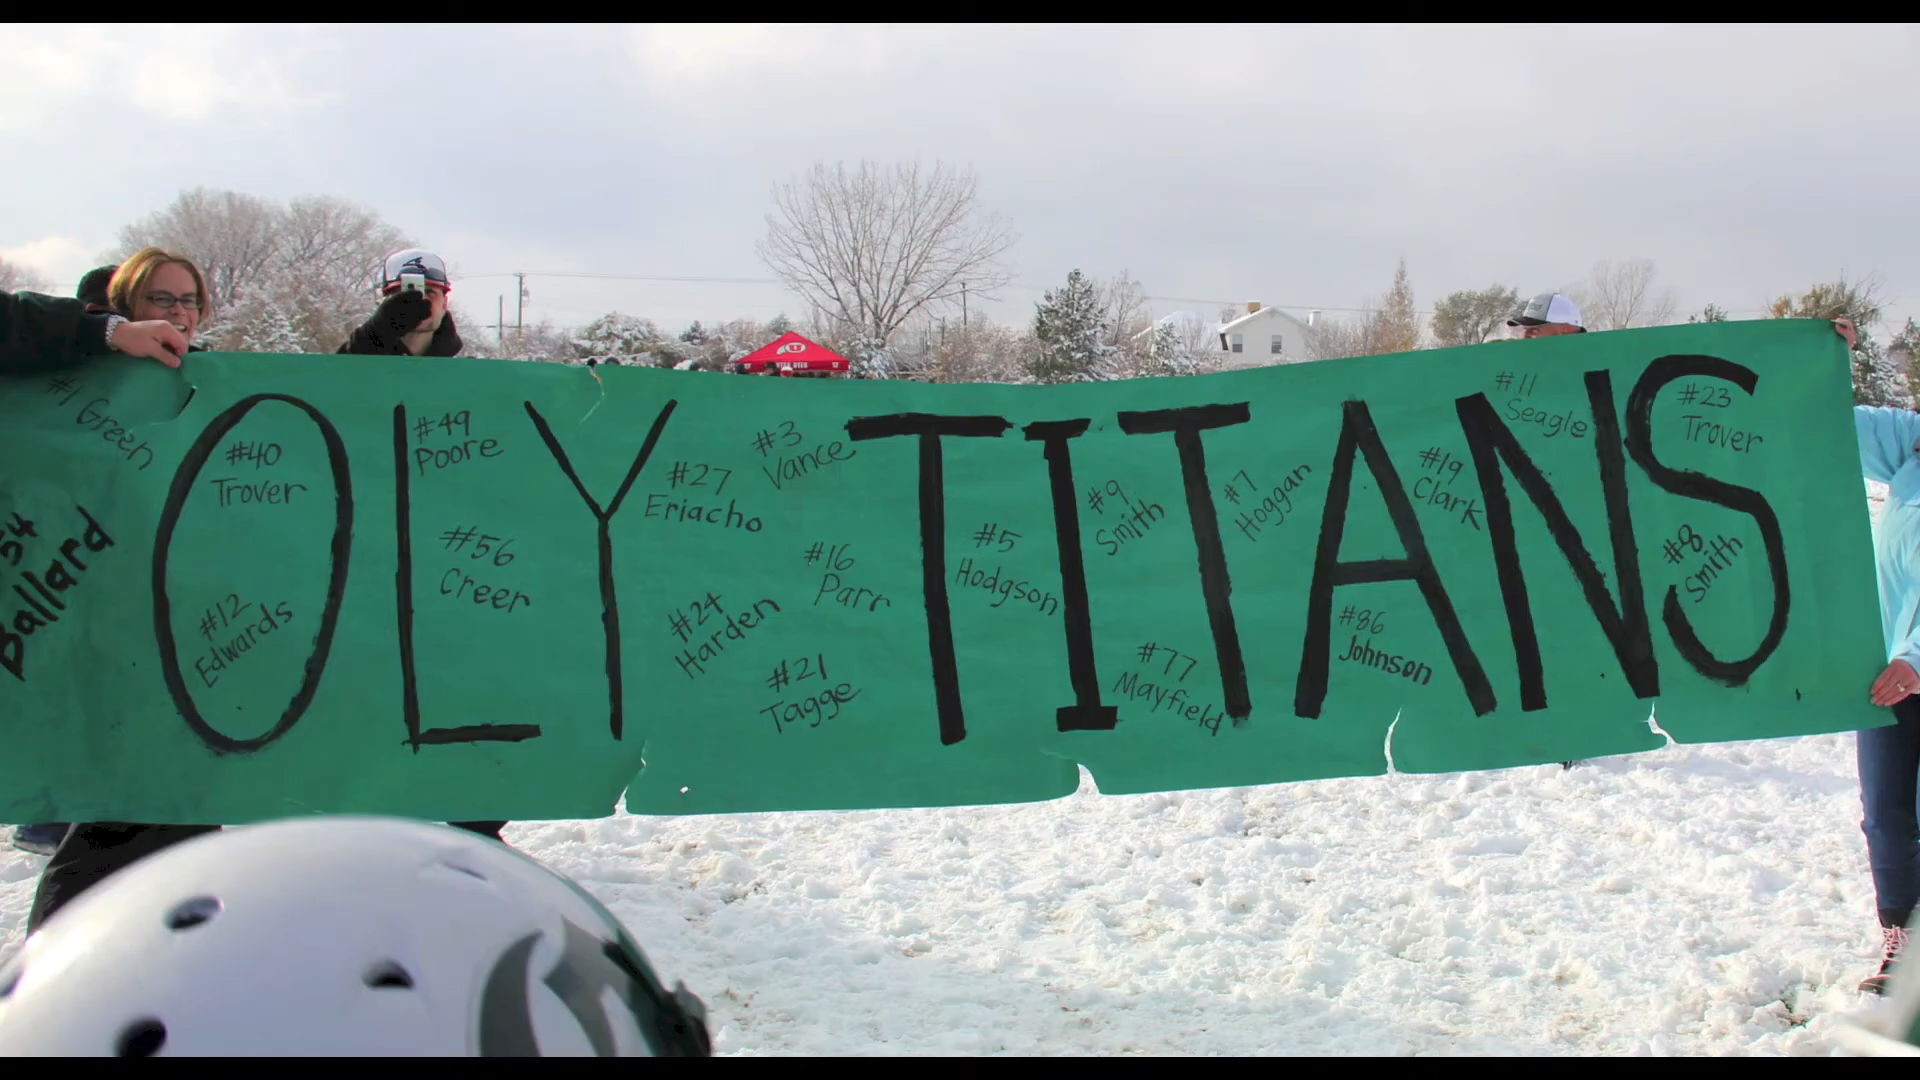 OLY TITANS
#1 Green
#54
Ballard
#40
Trover
#12
Edwards
#49
Poore
#56
Creer
#27
Eriacho
#3
Vance
#24
Harden
#16
Parr
#21
Tagge
#5
Hodgson
#9
Smith
#77
Mayfield
#7
Hoggan
#86
Johnson
#19
Clark
#11
Seagle
#23
Trover
#8
Smith
U